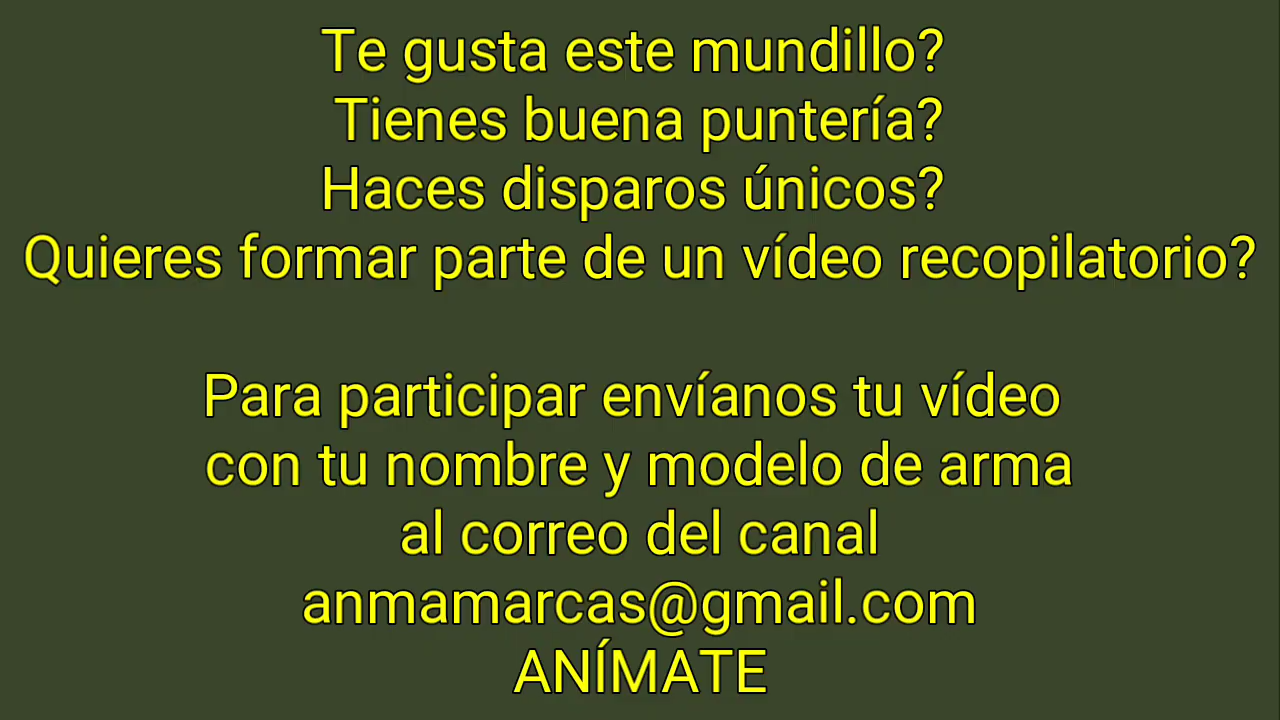 Te gusta este mundillo?
Tienes buena puntería?
Haces disparos únicos?
Quieres formar parte de un vídeo recopilatorio?
Para participar envíanos tu vídeo
con tu nombre y modelo de arma
al correo del canal
anmamarcas@gmail.com
ANÍMATE